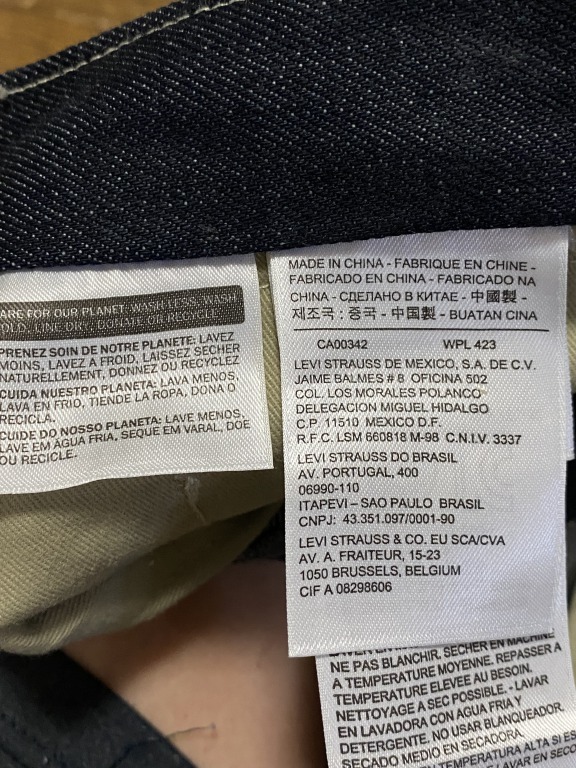 ARE FOR OUR PLANET: WASH LESS, WASH
OLD, LINE DRY, DONATE OR RECYCLE
PRENEZ SOIN DE NOTRE PLANETE: LAVEZ
MOINS, LAVEZ A FROID, LAISSEZ SECHER
NATURELLEMENT, DONNEZ OU RECYCLEZ
CUIDA NUESTRO PLANETA: LAVA MENOS,
LAVA EN FRIO, TIENDE LA ROPA, DONA O
RECICLA.
CUIDE DO NOSSO PLANETA: LAVE MENOS,
LAVE EM ÁGUA FRIA, SEQUE EM VARAL, DOE
OU RECICLE.
MADE IN CHINA - FABRIQUE EN CHINE -
FABRICADO EN CHINA - FABRICADO NA
CHINA - СДЕЛАНО В КИТАЕ - 中國製 -
제조국 : 중국 - 中国製 - BUATAN CINA
CA00342 WPL 423
LEVI STRAUSS DE MEXICO, S.A. DE C.V.
JAIME BALMES # 8 OFICINA 502
COL. LOS MORALES POLANCO
DELEGACION MIGUEL HIDALGO
C.P. 11510 MEXICO D.F.
R.F.C. LSM 660818 M-98 C.N.I.V. 3337
LEVI STRAUSS DO BRASIL
AV. PORTUGAL, 400
06990-110
ITAPEVI – SAO PAULO BRASIL
CNPJ: 43.351.097/0001-90
LEVI STRAUSS & CO. EU SCA/CVA
AV. A. FRAITEUR, 15-23
1050 BRUSSELS, BELGIUM
CIF A 08298606
NE PAS BLANCHIR, SECHER EN MACHINE
A TEMPERATURE MOYENNE. REPASSER A
TEMPERATURE ELEVEE AU BESOIN.
NETTOYAGE A SEC POSSIBLE. - LAVAR
EN LAVADORA CON AGUA FRIA Y
DETERGENTE. NO USAR BLANQUEADOR.
SECADO MEDIO EN SECADORA.
TEMPERATURA ALTA SI ES